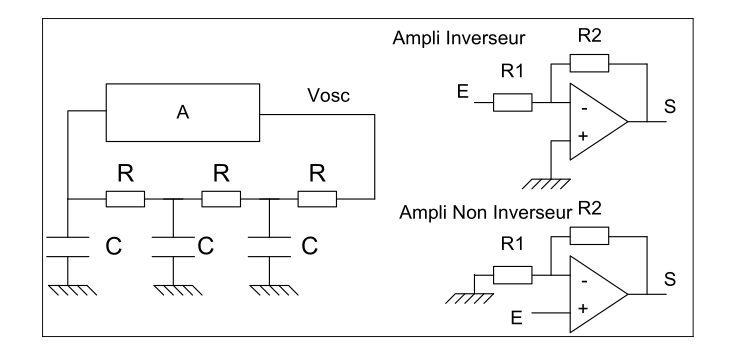 Ampli Inverseur
R2
R1
E
S
-
+
Vosc
A
R
R
R
C
C
C
Ampli Non Inverseur
R2
R1
S
-
+
E